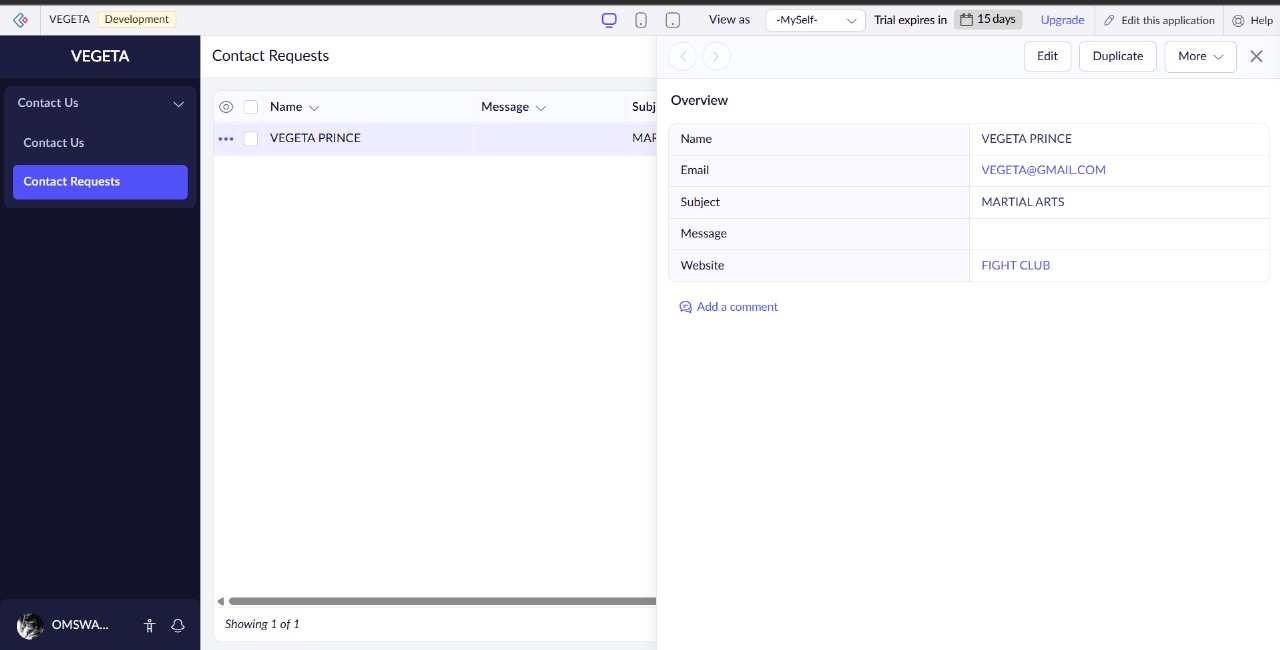 VEGETA Development View as -MySelf- Trial expires in 15 days Upgrade Edit this application Help
VEGETA
Contact Us
Contact Us
Contact Requests
OMSWA...
Contact Requests
Name Message Subj
VEGETA PRINCE MAR
Showing 1 of 1
Edit Duplicate More
Overview
Name VEGETA PRINCE
Email VEGETA@GMAIL.COM
Subject MARTIAL ARTS
Message
Website FIGHT CLUB
Add a comment